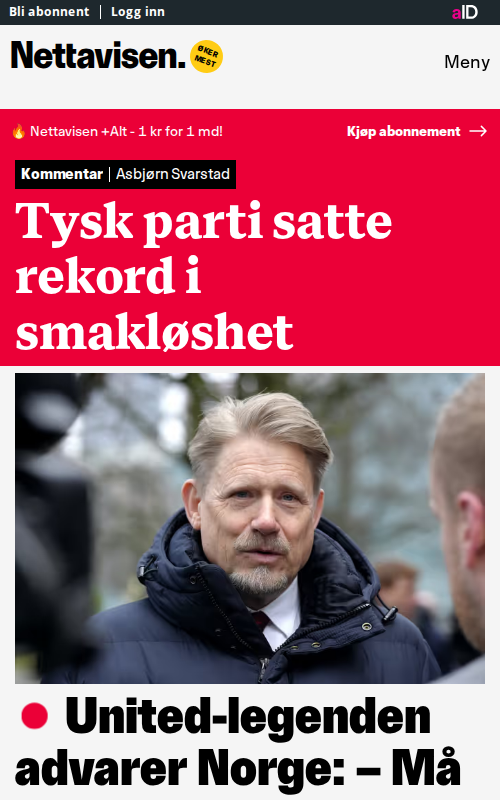 Bli abonnent | Logg inn
aID
Nettavisen.
ØKER
MEST
Meny
Nettavisen +Alt - 1 kr for 1 md!
Kjøp abonnement
Kommentar | Asbjørn Svarstad
Tysk parti satte
rekord i
smakløshet
United-legenden
advarer Norge: – Må